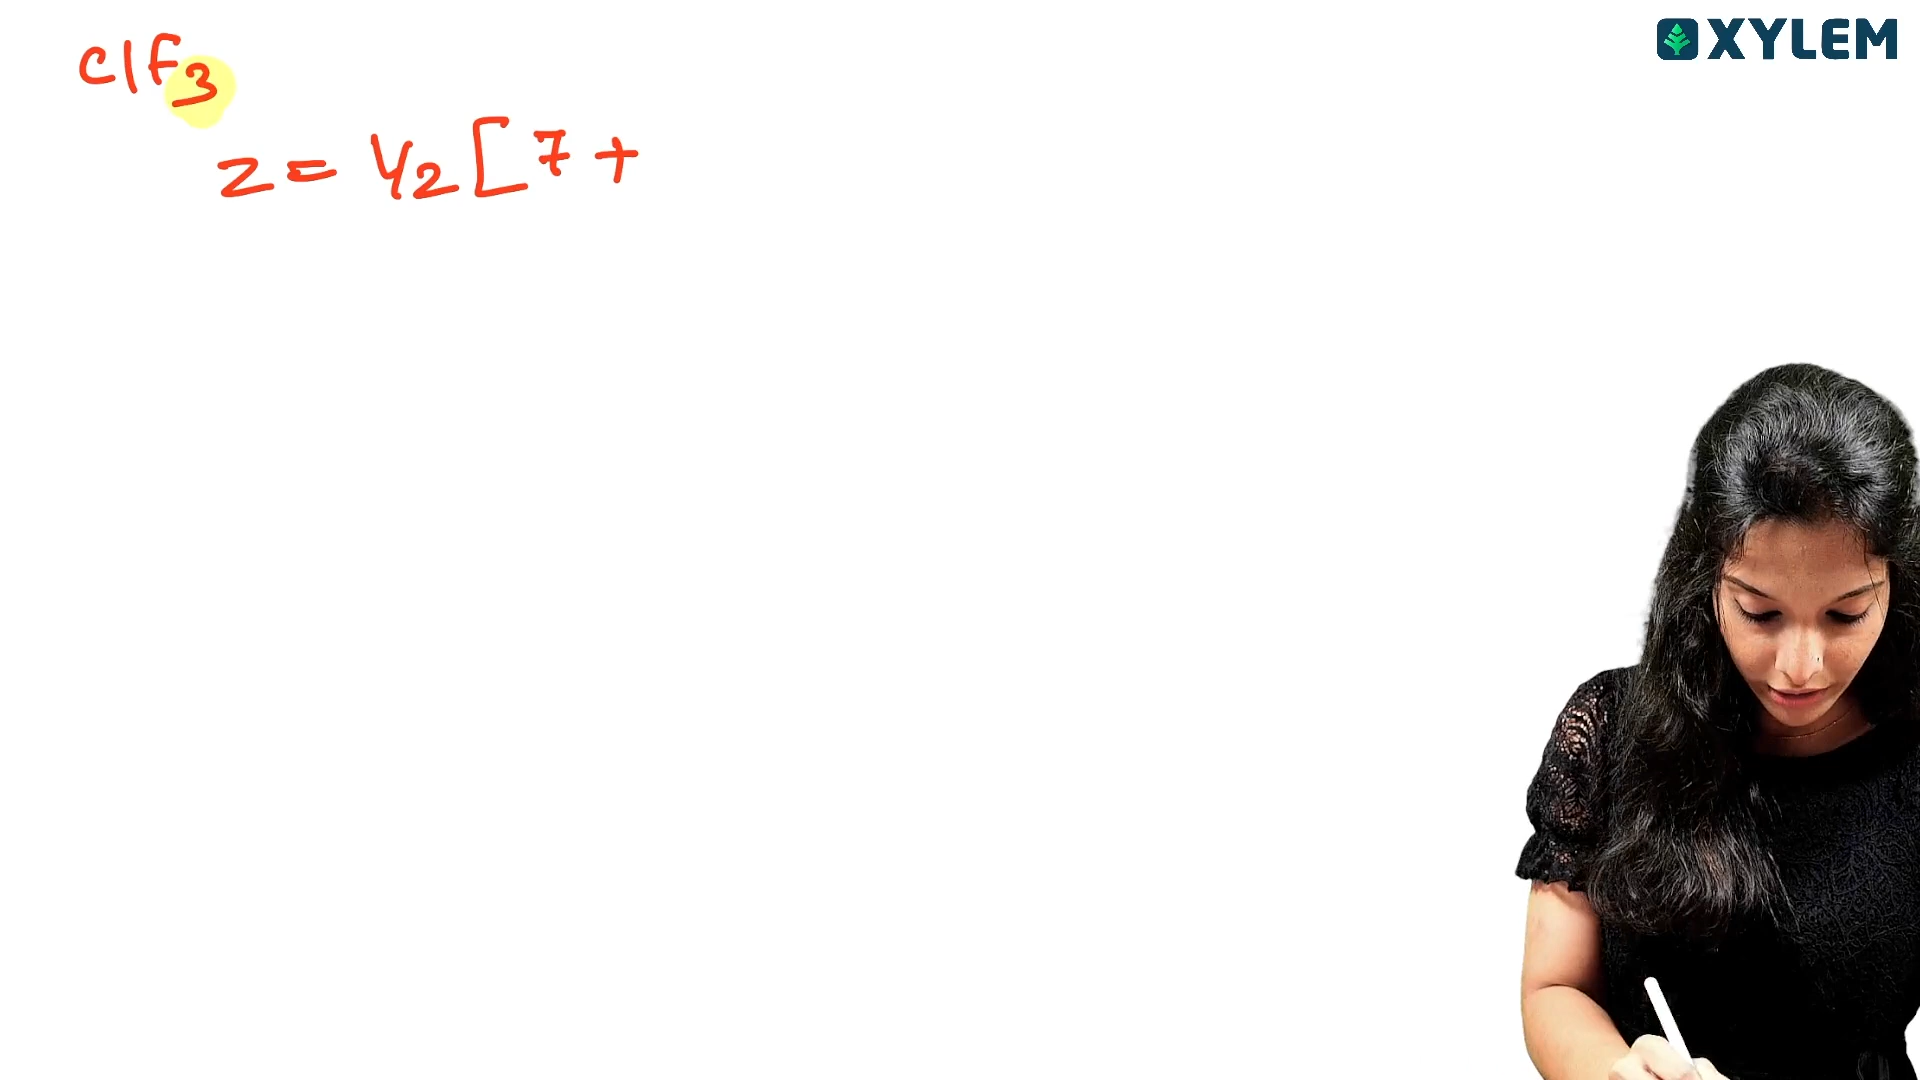 XYLEM
ClF3
z = 1/2 [ 7 +